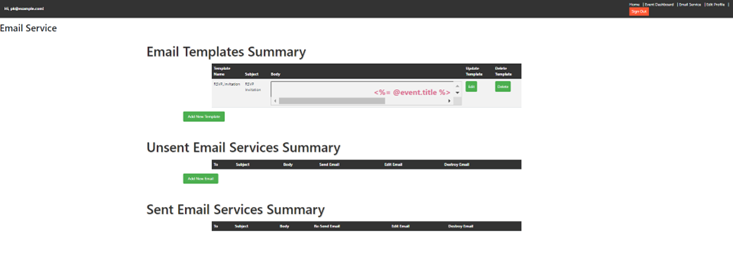 Hi, pk@example.com!
Home | Event Dashboard | Email Service | Edit Profile |
Sign Out
Email Service
Email Templates Summary
Template Name Subject Body Update Template Delete Template
RSVP_Invitation RSVP Invitation <%= @event.title %> Edit Delete
Add New Template
Unsent Email Services Summary
To Subject Body Send Email Edit Email Destroy Email
Add New Email
Sent Email Services Summary
To Subject Body Re-Send Email Edit Email Destroy Email